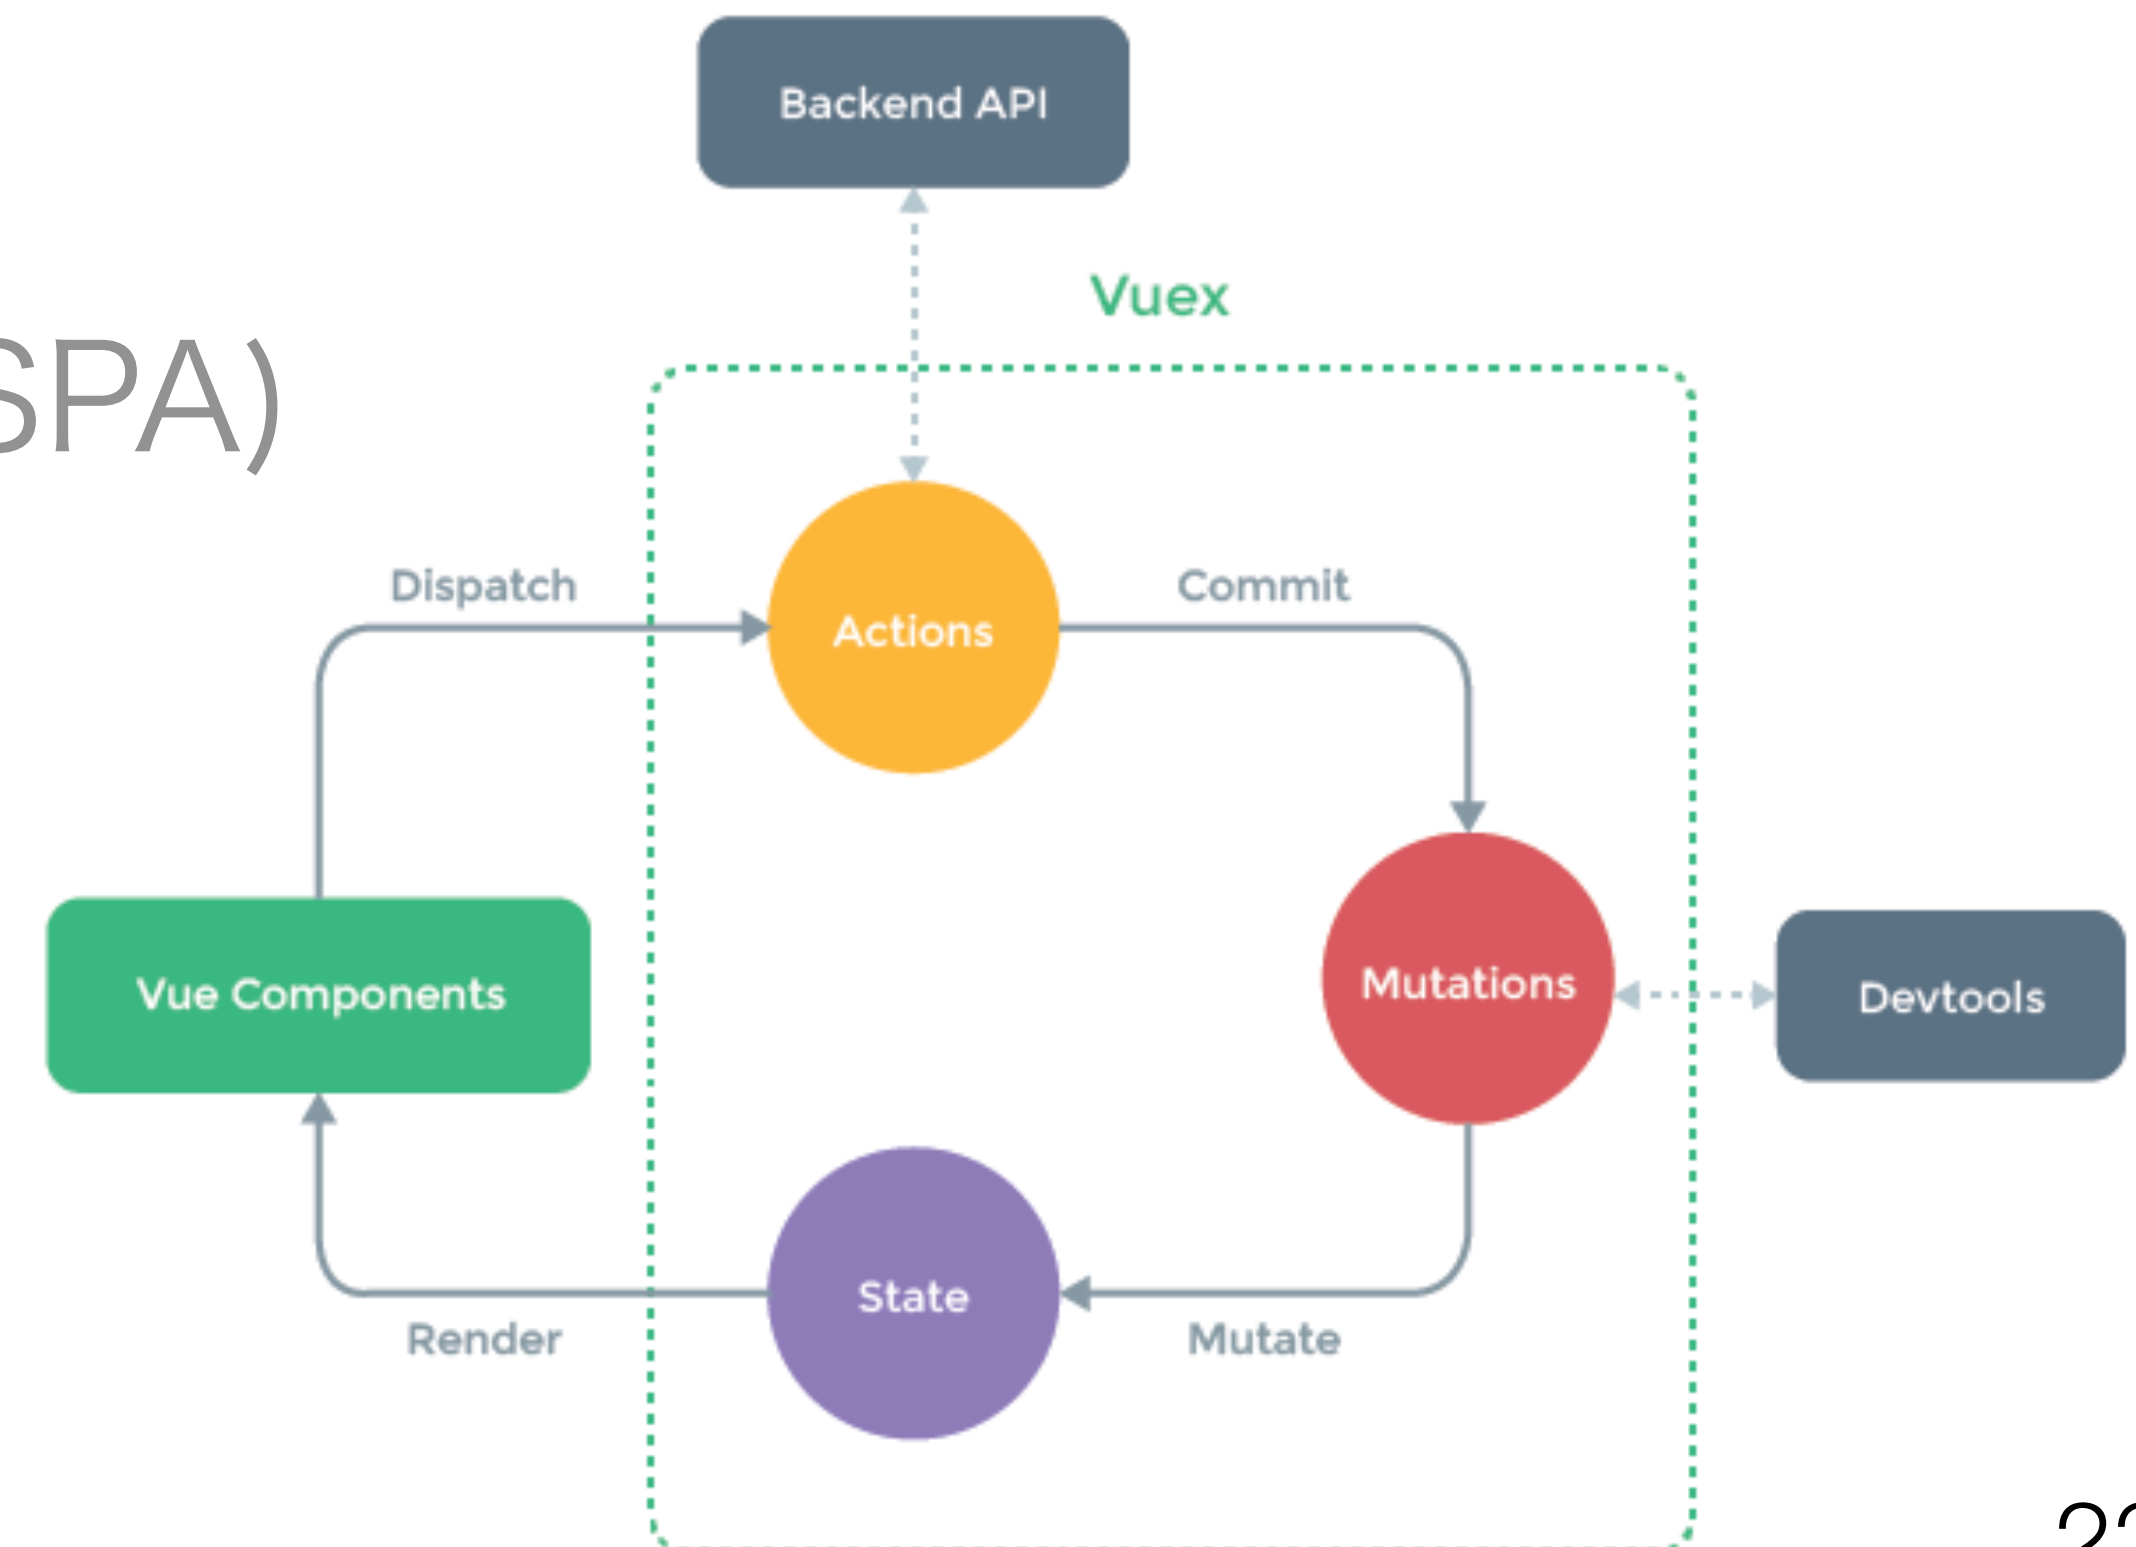 Backend API
Vuex
SPA)
Dispatch
Commit
Actions
Vue Components
Mutations
Devtools
State
Render
Mutate